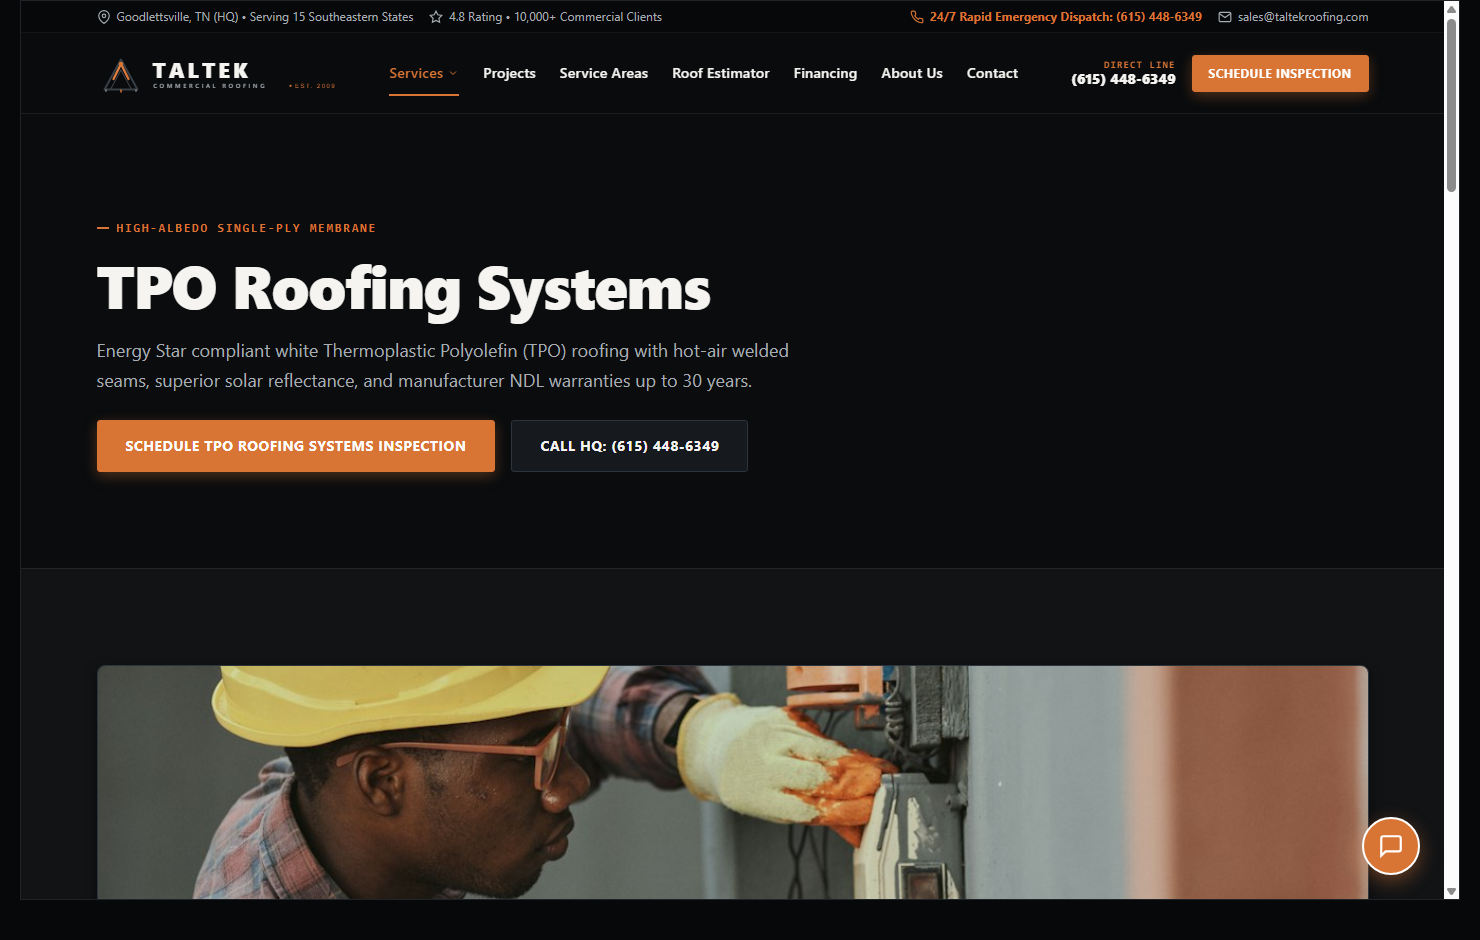 Goodlettsville, TN (HQ) • Serving 15 Southeastern States
4.8 Rating • 10,000+ Commercial Clients
24/7 Rapid Emergency Dispatch: (615) 448-6349
sales@taltekroofing.com
TALTEK
COMMERCIAL ROOFING
• EST. 2009
Services
Projects
Service Areas
Roof Estimator
Financing
About Us
Contact
DIRECT LINE
(615) 448-6349
SCHEDULE INSPECTION
HIGH-ALBEDO SINGLE-PLY MEMBRANE
TPO Roofing Systems
Energy Star compliant white Thermoplastic Polyolefin (TPO) roofing with hot-air welded
seams, superior solar reflectance, and manufacturer NDL warranties up to 30 years.
SCHEDULE TPO ROOFING SYSTEMS INSPECTION
CALL HQ: (615) 448-6349